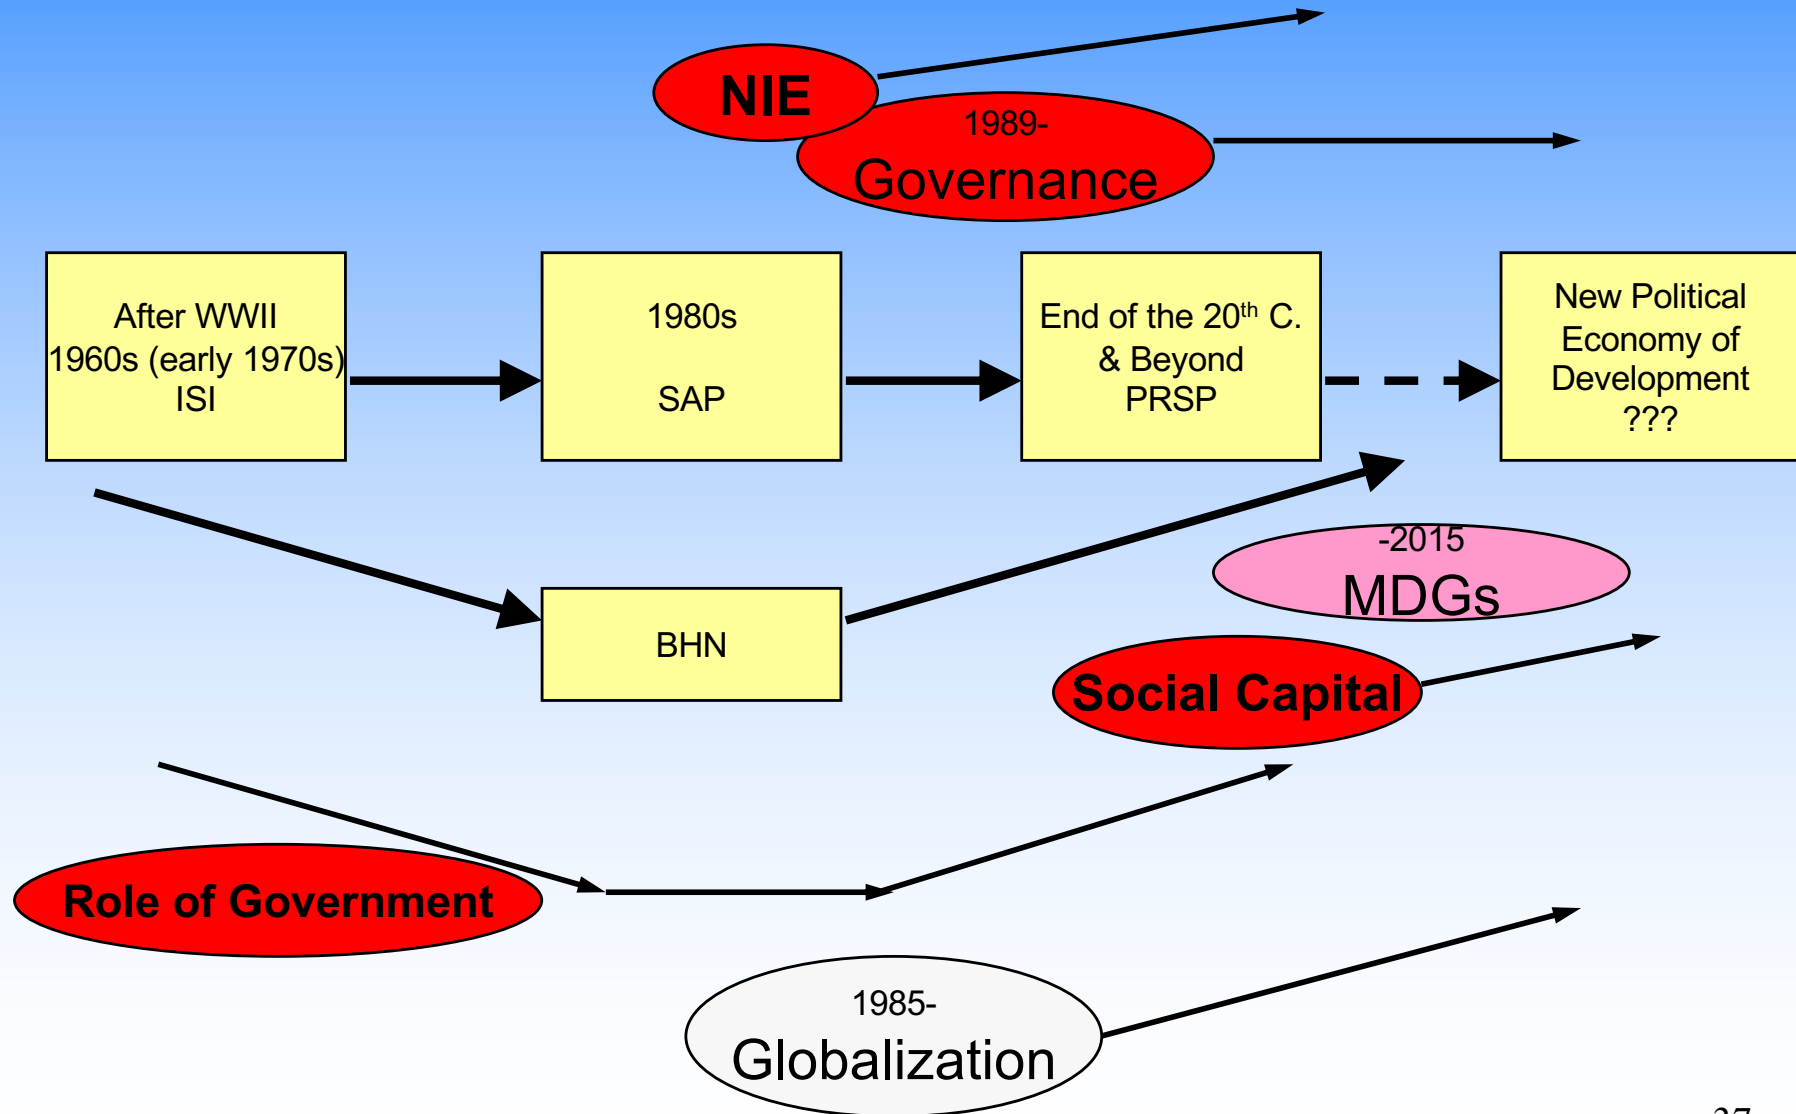 NIE
1989-
Governance
After WWII
1960s (early 1970s)
ISI
1980s
SAP
End of the 20th C.
& Beyond
PRSP
New Political
Economy of
Development
???
-2015
MDGs
BHN
Social Capital
Role of Government
1985-
Globalization
37